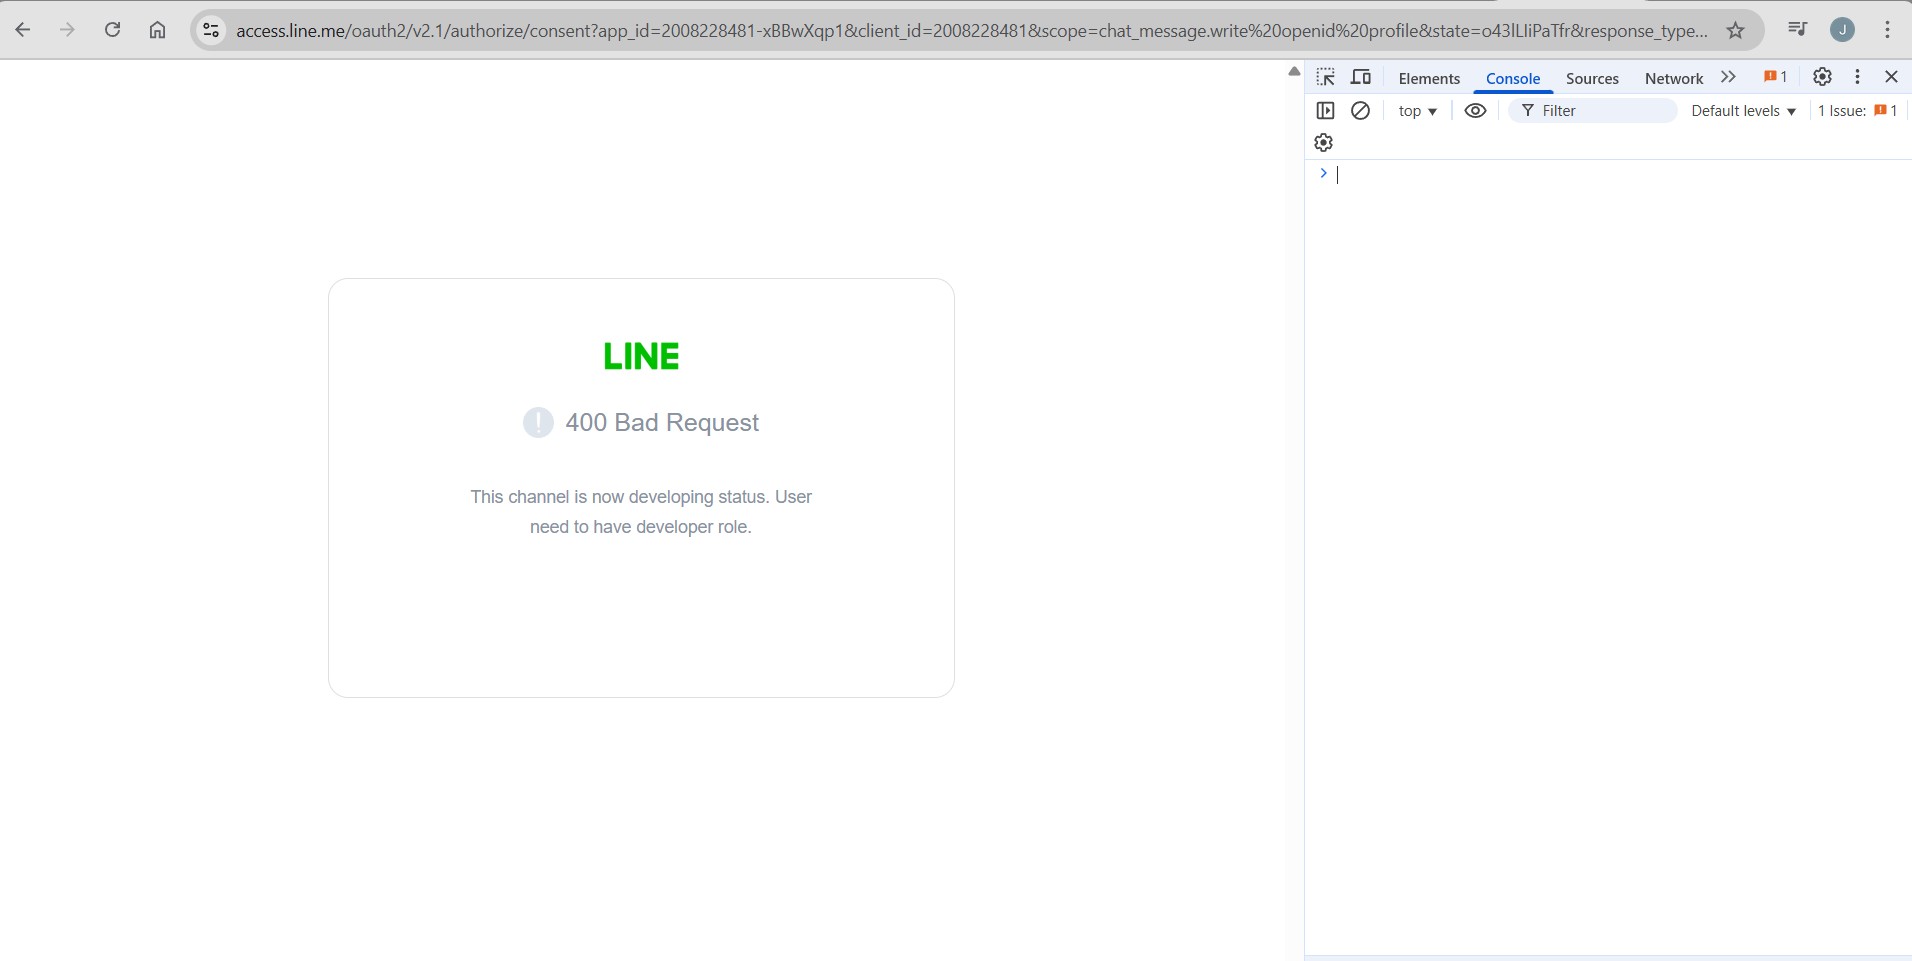 access.line.me/oauth2/v2.1/authorize/consent?app_id=2008228481-xBBwXqp1&client_id=2008228481&scope=chat_message.write%20openid%20profile&state=o43lLIiPaTfr&response_type...
J
Elements Console Sources Network 1
top Filter Default levels 1 Issue: 1
LINE
400 Bad Request
This channel is now developing status. User
need to have developer role.